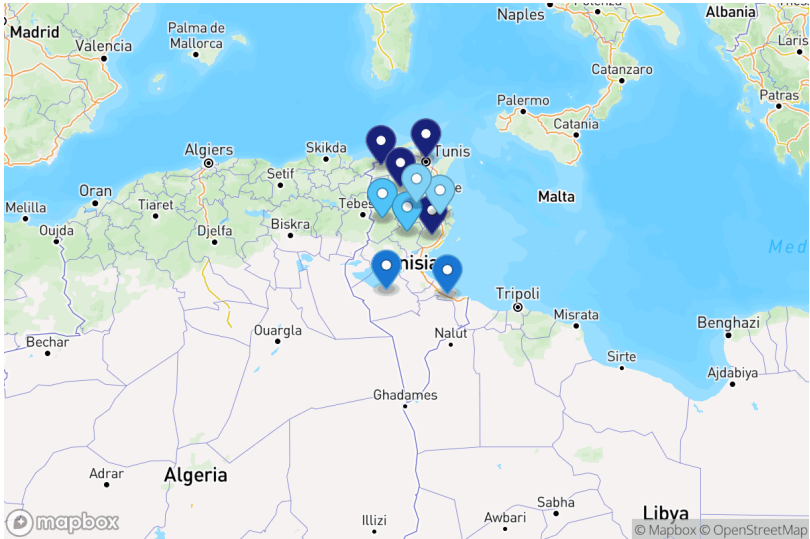 Madrid
Naples
Potenza
Albania
Palma de
Mallorca
Valencia
Laris
Catanzaro
Patras
Palermo
Catania
Algiers
Skikda
Tunis
Setif
Oran
Tiaret
Tebes
Malta
Melilla
Oujda
Djelfa
Biskra
Med
nisia
Tripoli
Misrata
Benghazi
Ouargla
Nalut
Bechar
Sirte
Ajdabiya
Ghadames
Adrar
Algeria
Sabha
Illizi
Awbari
Libya
mapbox
© Mapbox © OpenStreetMap